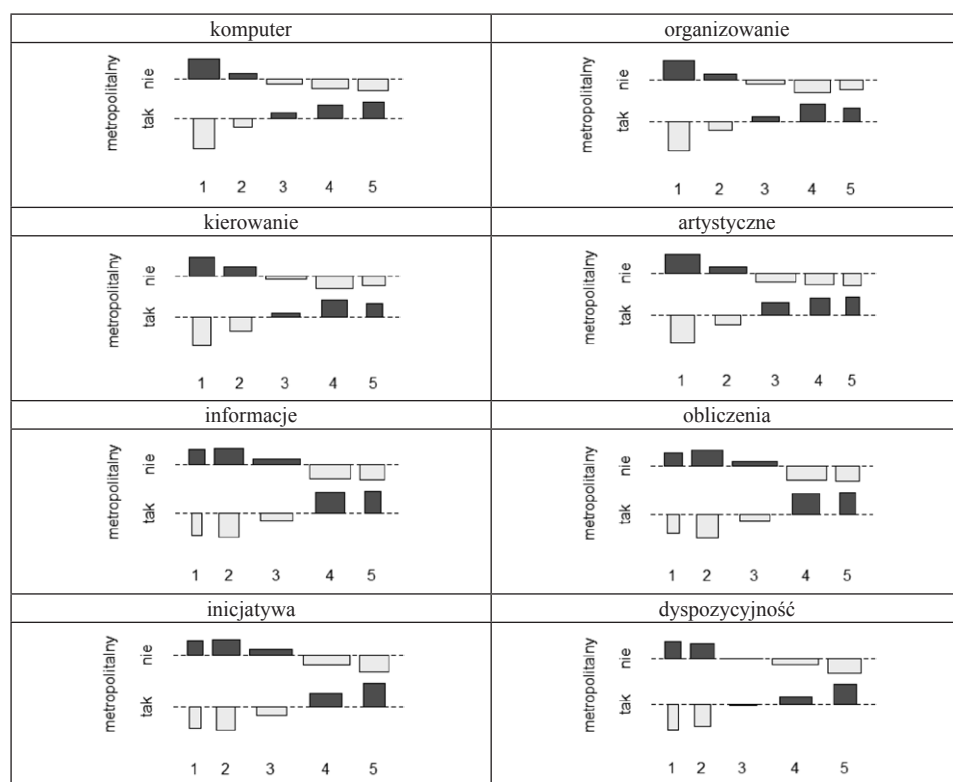 komputer
organizowanie
metropolitalny
nie
tak
1 2 3 4 5
metropolitalny
nie
tak
1 2 3 4 5
kierowanie
artystyczne
metropolitalny
nie
tak
1 2 3 4 5
metropolitalny
nie
tak
1 2 3 4 5
informacje
obliczenia
metropolitalny
nie
tak
1 2 3 4 5
metropolitalny
nie
tak
1 2 3 4 5
inicjatywa
dyspozycyjność
metropolitalny
nie
tak
1 2 3 4 5
metropolitalny
nie
tak
1 2 3 4 5